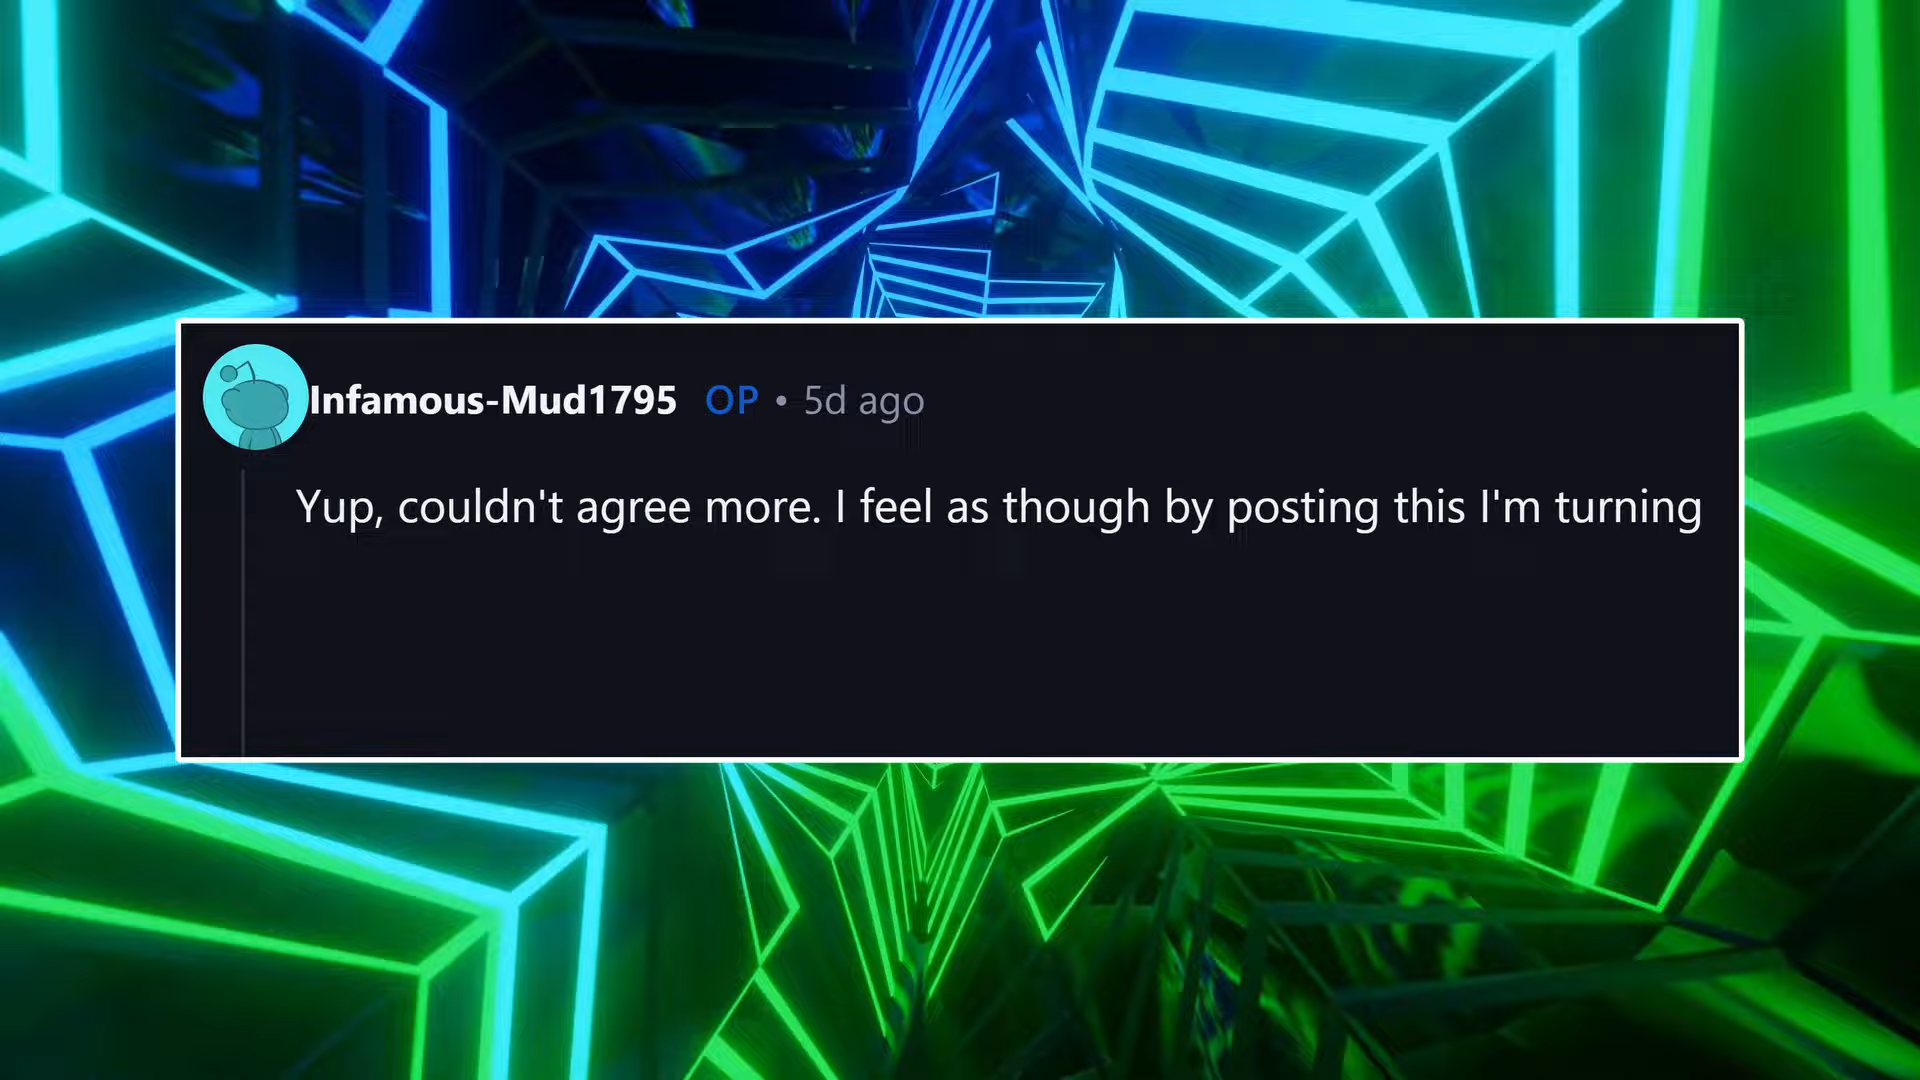 Infamous-Mud1795 OP • 5d ago
Yup, couldn't agree more. I feel as though by posting this I'm turning